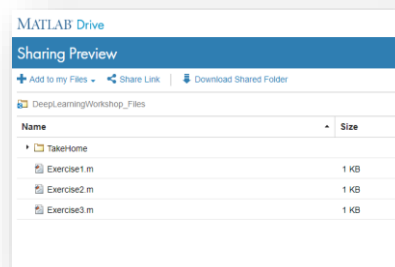 MATLAB Drive
Sharing Preview
Add to my Files Share Link Download Shared Folder
DeepLearningWorkshop_Files
Name Size
TakeHome
Exercise1.m 1 KB
Exercise2.m 1 KB
Exercise3.m 1 KB